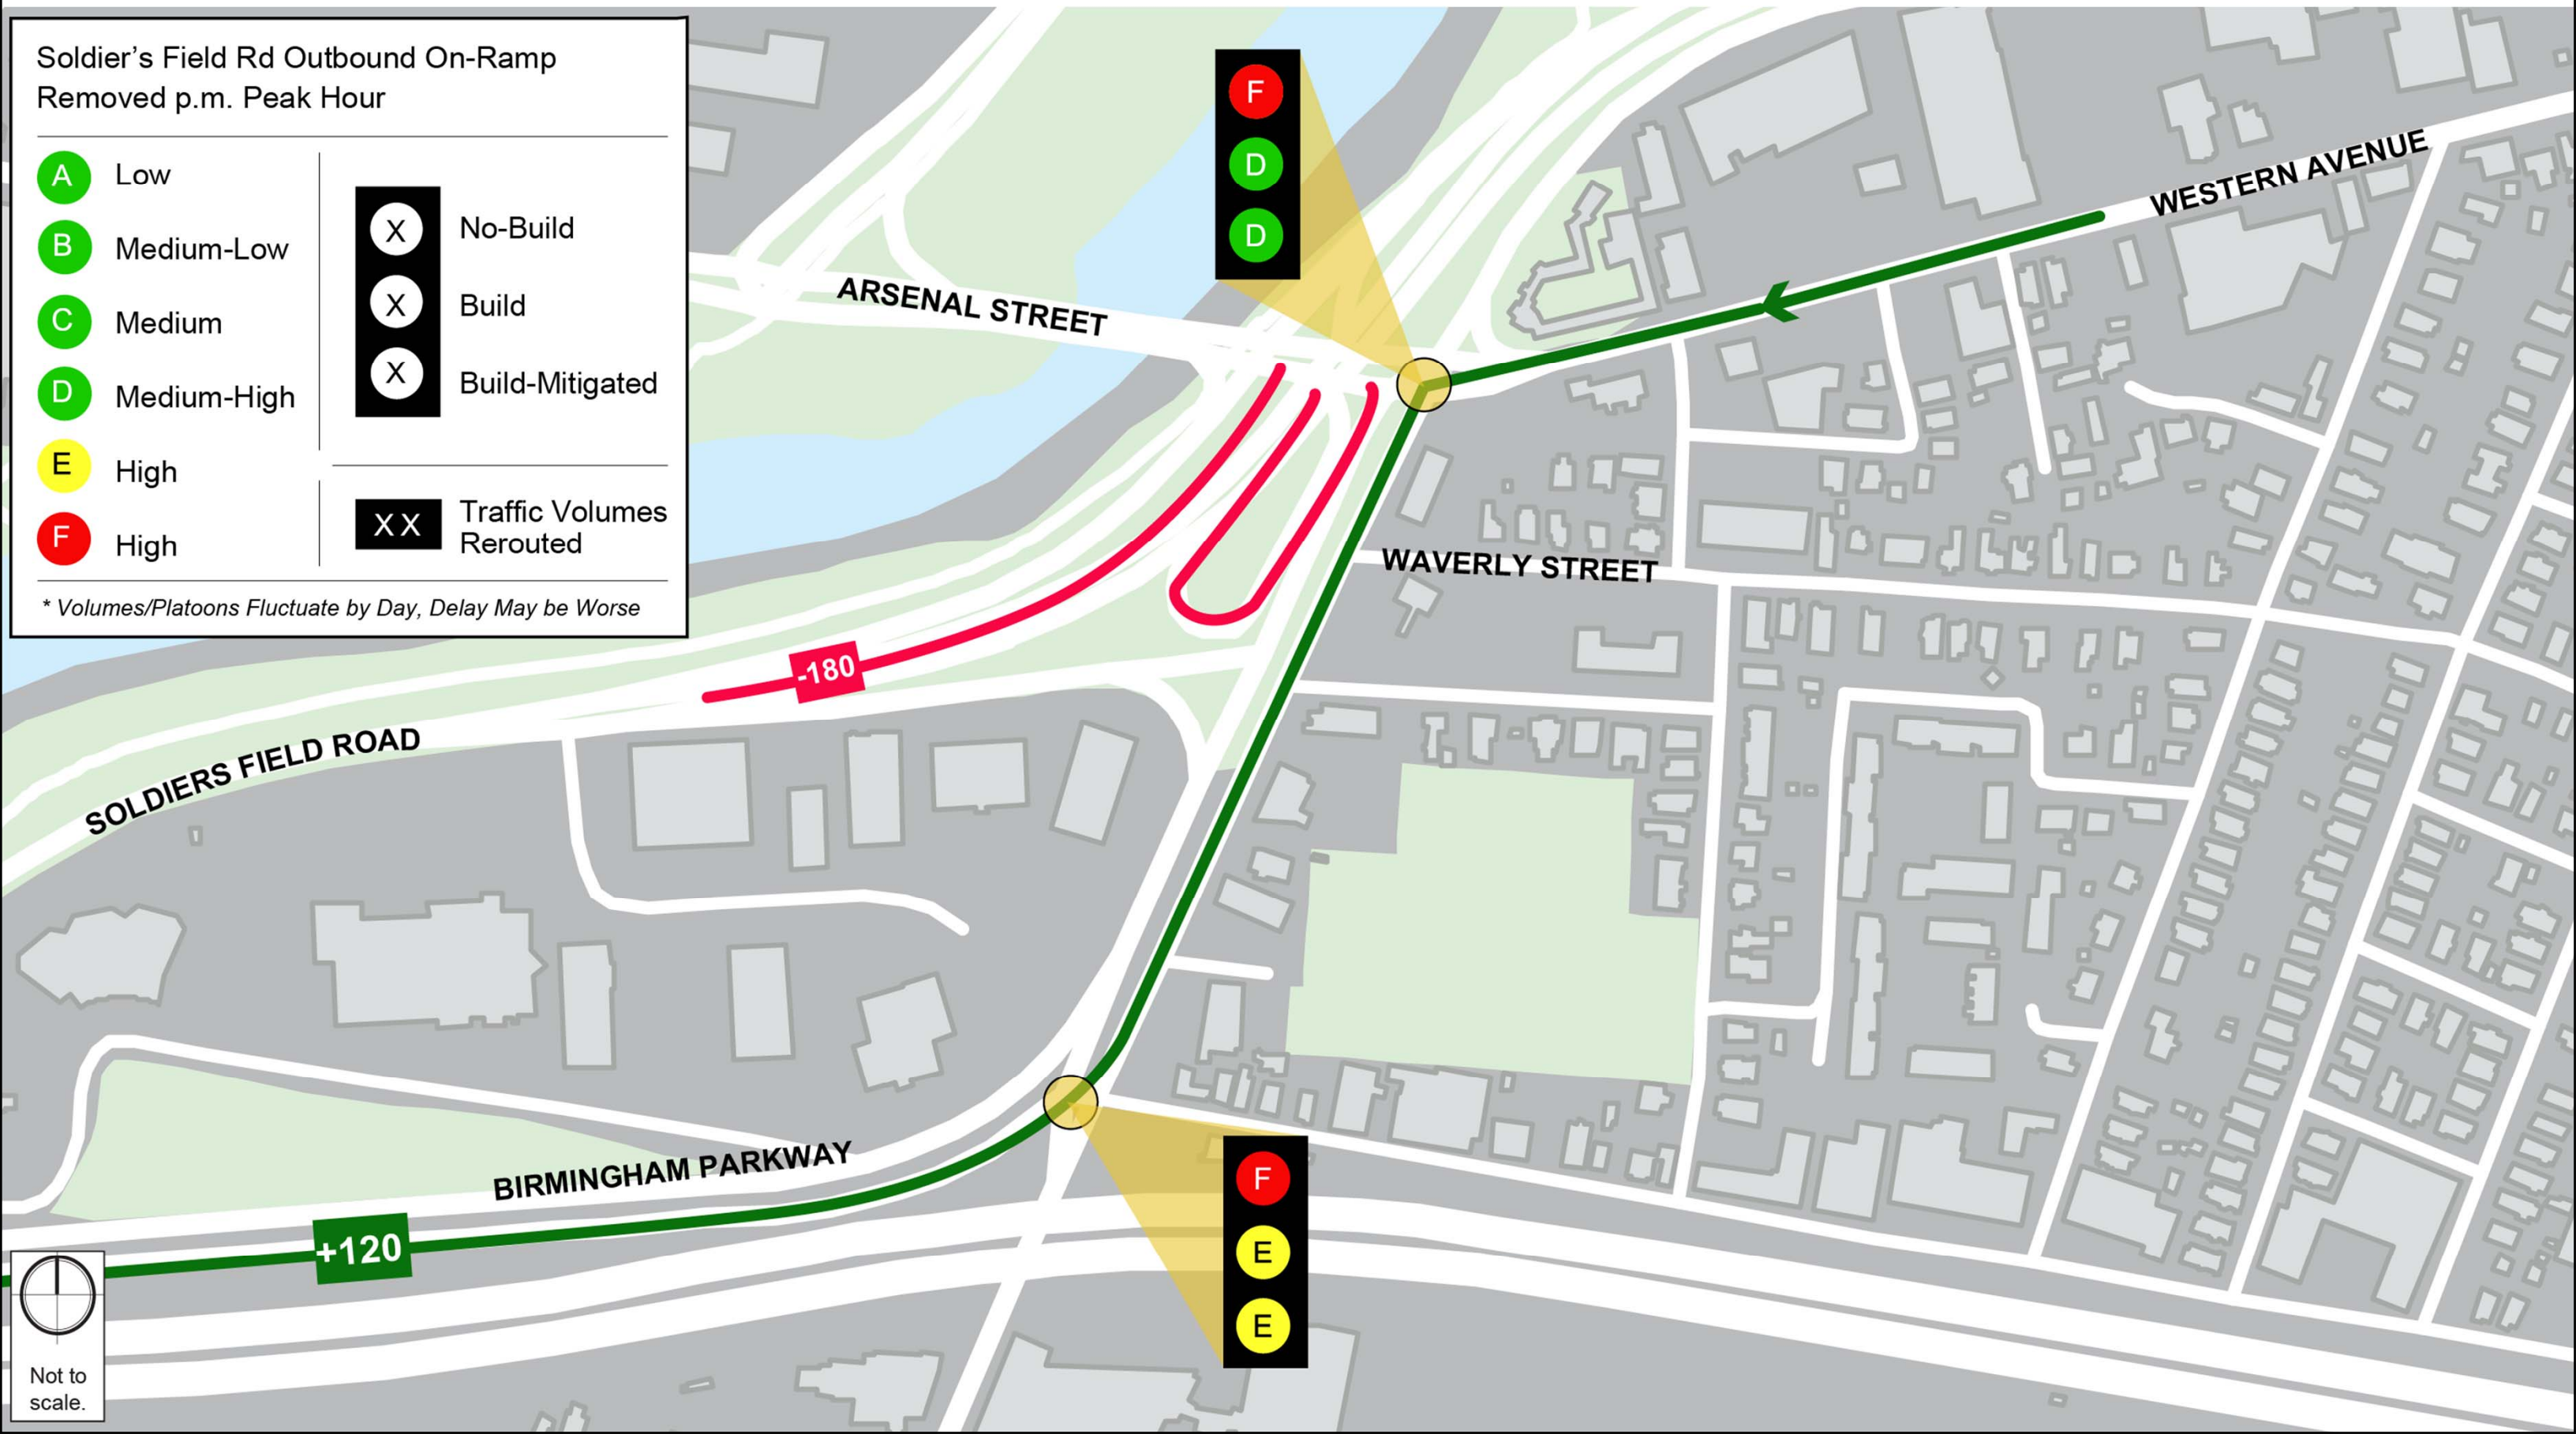 Soldier's Field Rd Outbound On-Ramp
Removed p.m. Peak Hour
A Low
B Medium-Low
C Medium
D Medium-High
E High
F High
X No-Build
X Build
X Build-Mitigated
XX Traffic Volumes
Rerouted
* Volumes/Platoons Fluctuate by Day, Delay May be Worse
F
D
D
WESTERN AVENUE
ARSENAL STREET
WAVERLY STREET
-180
SOLDIERS FIELD ROAD
BIRMINGHAM PARKWAY
F
E
E
+120
Not to
scale.